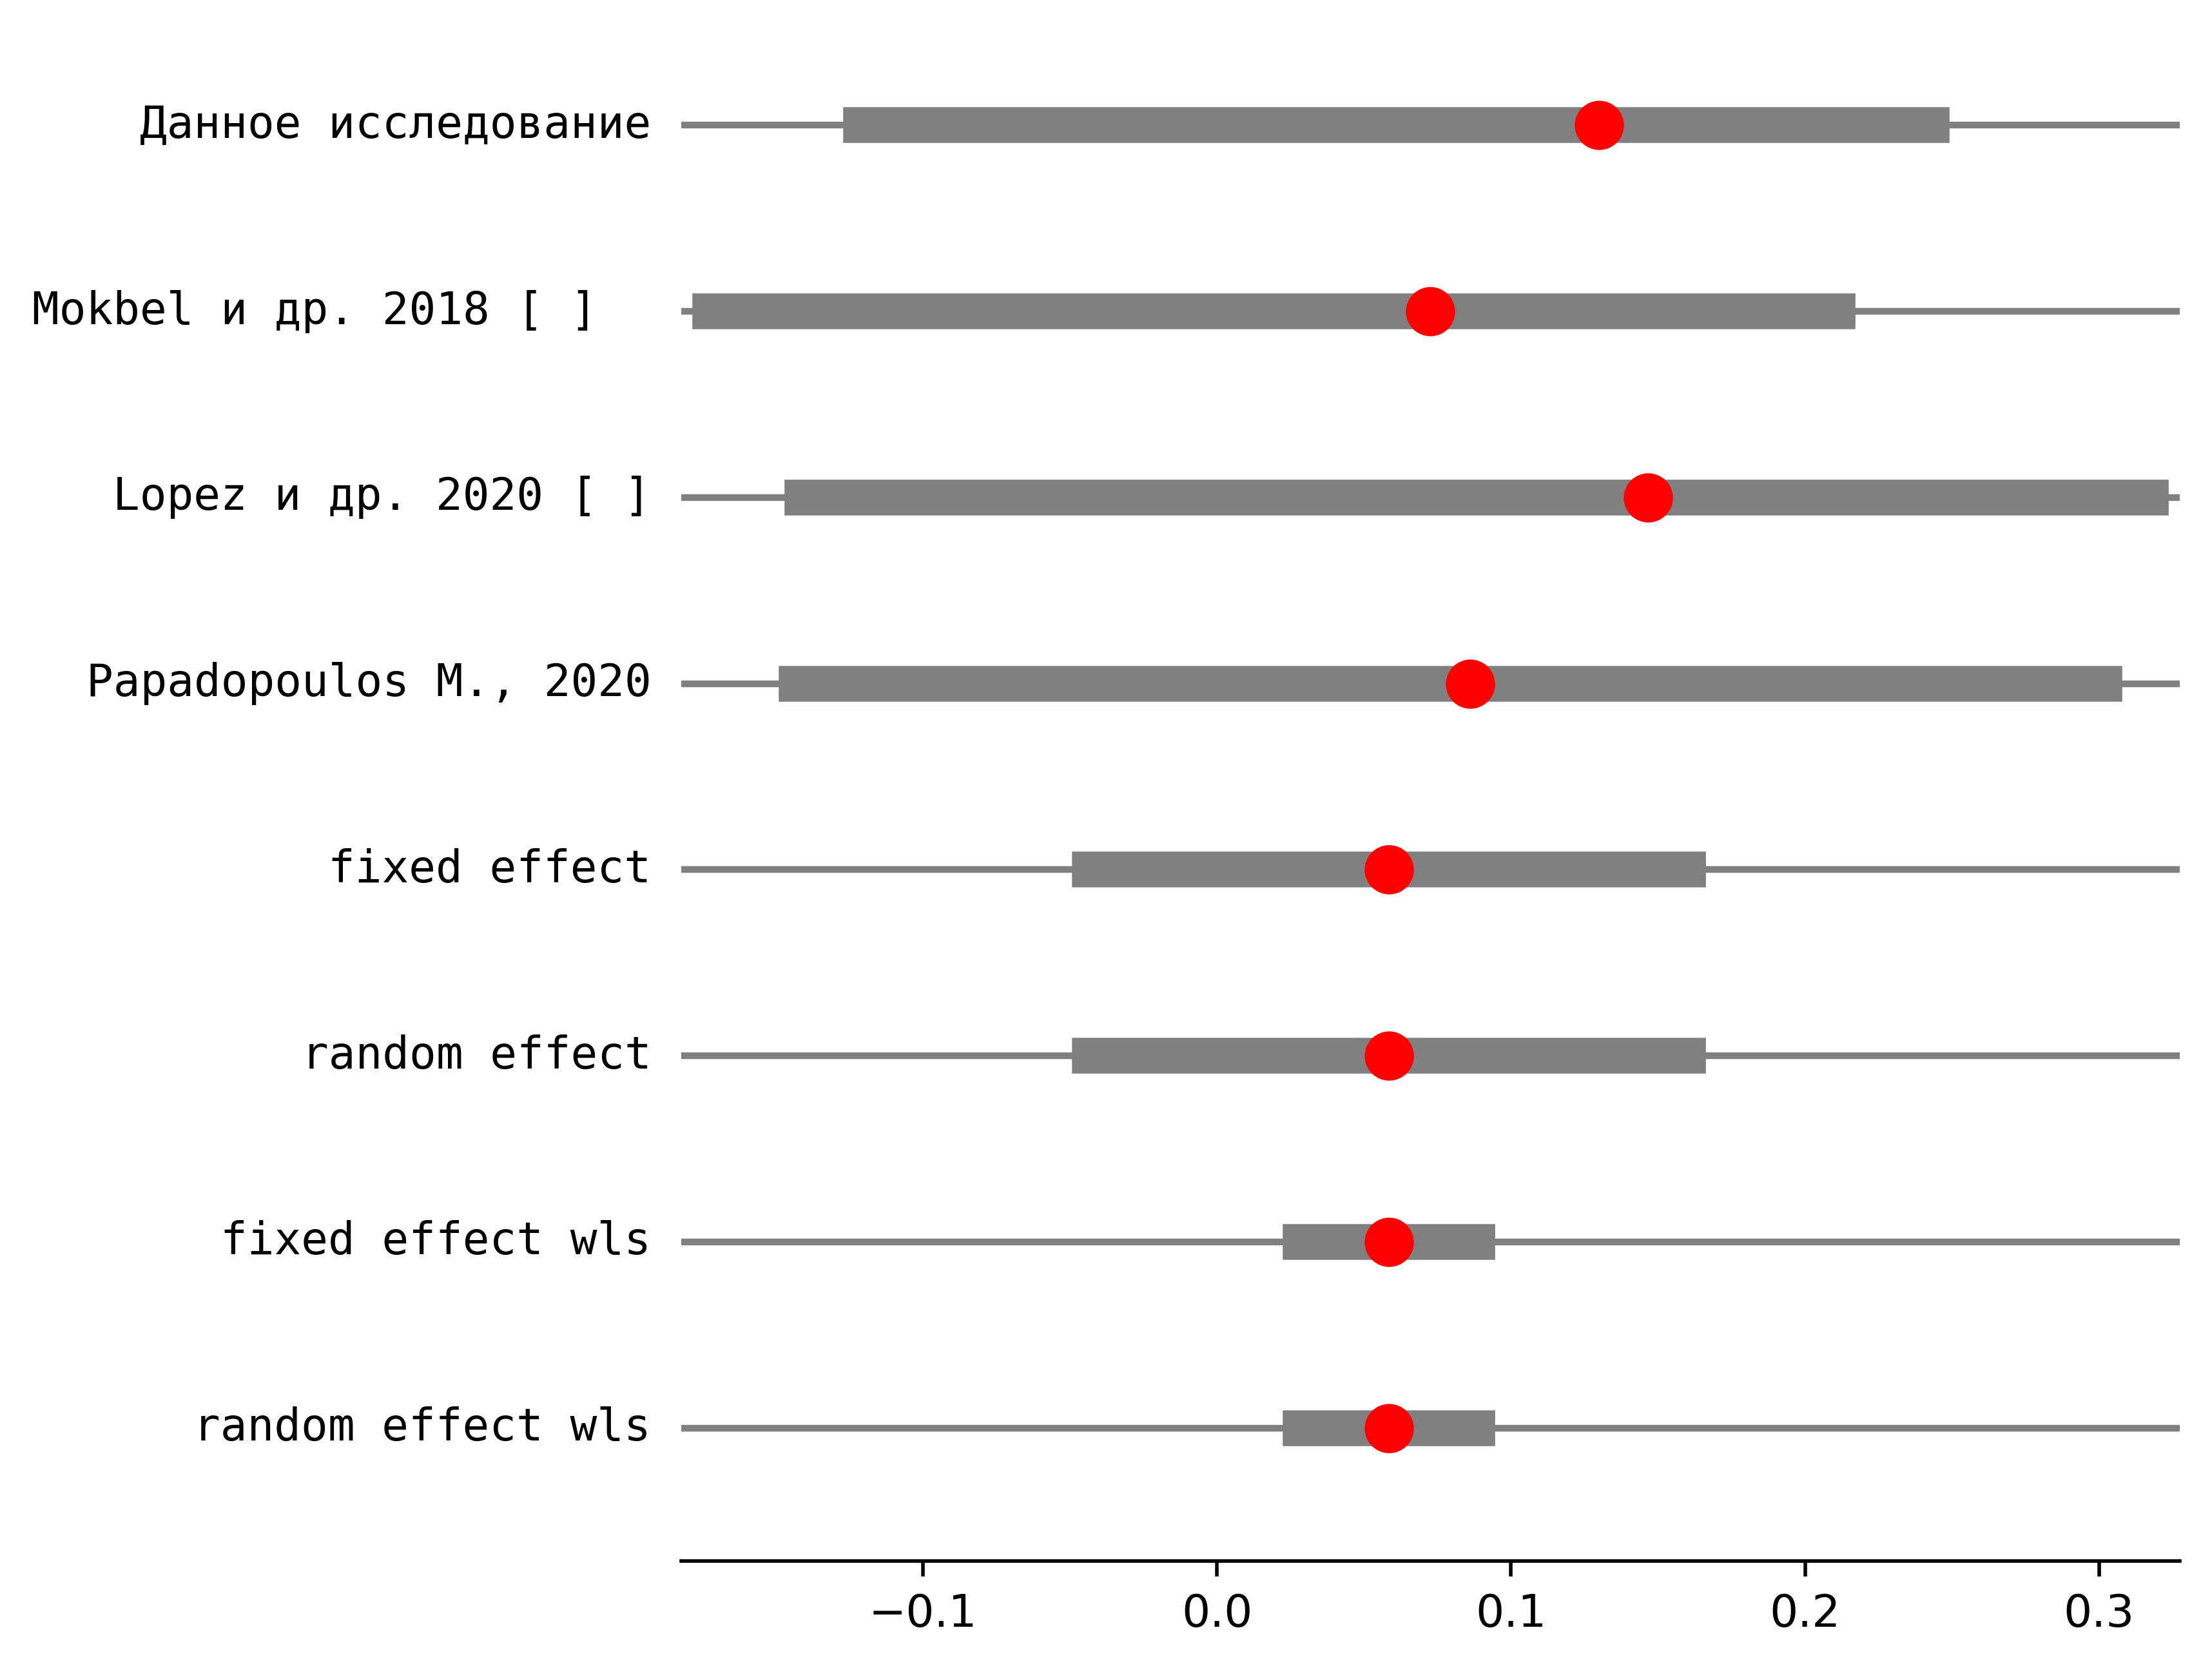 Данное исследование
Mokbel и др. 2018 [ ]
Lopez и др. 2020 [ ]
Papadopoulos M., 2020
fixed effect
random effect
fixed effect wls
random effect wls
−0.1 0.0 0.1 0.2 0.3